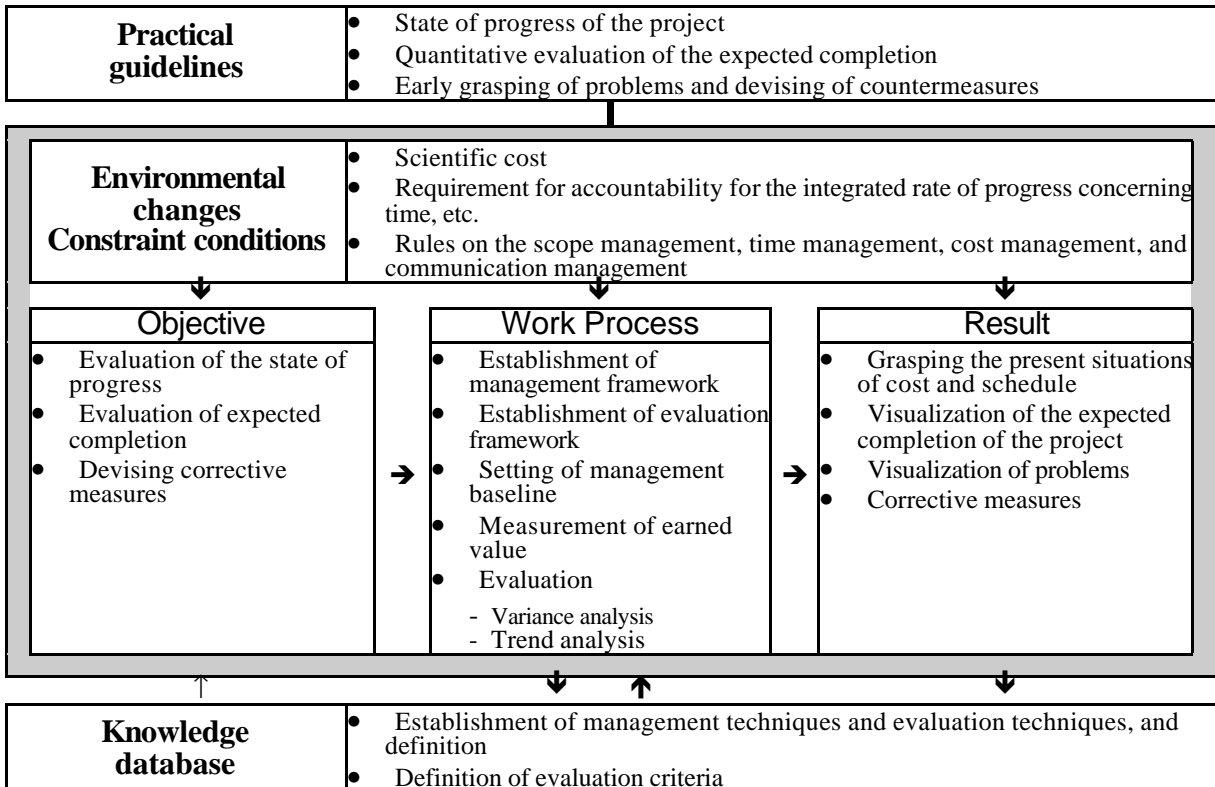 Practical
guidelines
● State of progress of the project
● Quantitative evaluation of the expected completion
● Early grasping of problems and devising of countermeasures
Environmental
changes
Constraint conditions
● Scientific cost
● Requirement for accountability for the integrated rate of progress concerning
time, etc.
● Rules on the scope management, time management, cost management, and
communication management
Objective
● Evaluation of the state of
progress
● Evaluation of expected
completion
● Devising corrective
measures
Work Process
● Establishment of
management framework
● Establishment of evaluation
framework
● Setting of management
baseline
● Measurement of earned
value
● Evaluation
- Variance analysis
- Trend analysis
Result
● Grasping the present situations
of cost and schedule
● Visualization of the expected
completion of the project
● Visualization of problems
● Corrective measures
Knowledge
database
● Establishment of management techniques and evaluation techniques, and
definition
● Definition of evaluation criteria